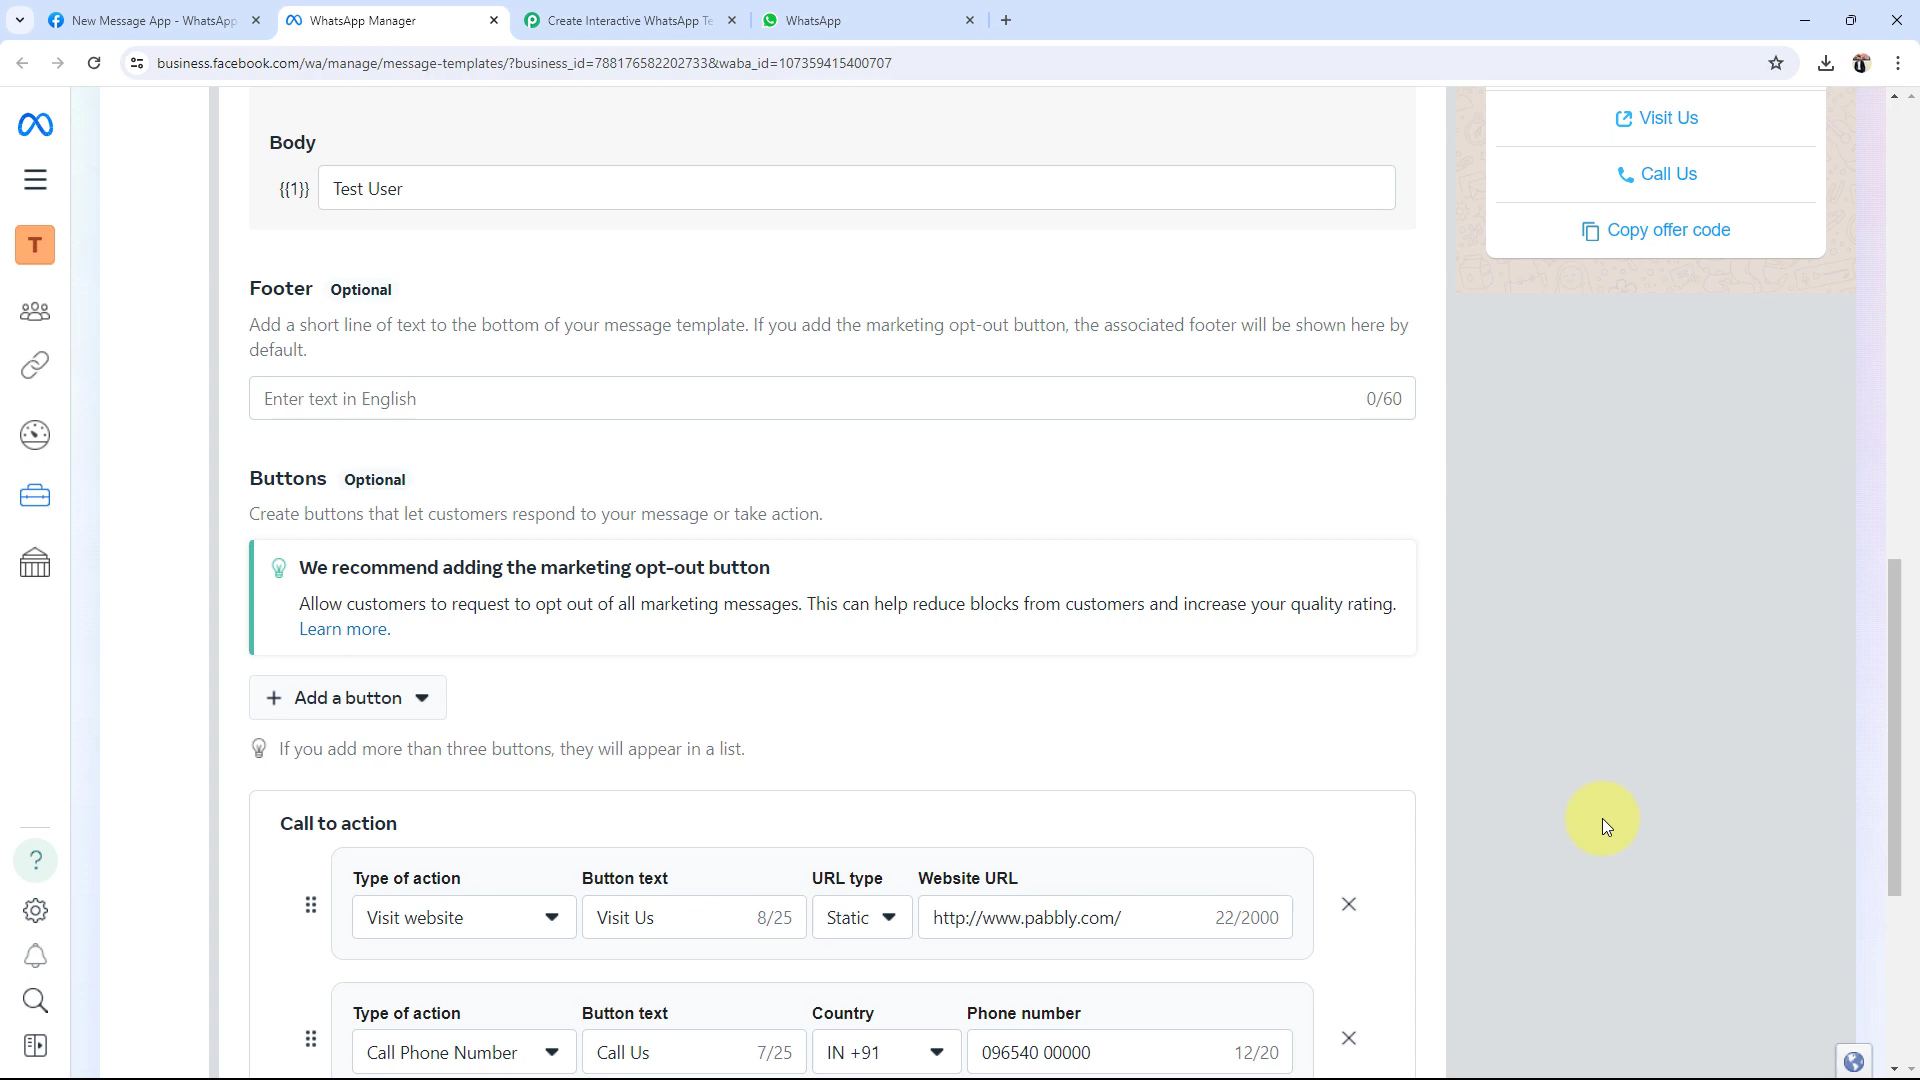 New Message App - WhatsApp
WhatsApp Manager
Create Interactive WhatsApp Te
WhatsApp
business.facebook.com/wa/manage/message-templates/?business_id=788176582202733&waba_id=107359415400707
T
?
Body
{{1}}
Test User
Footer Optional
Add a short line of text to the bottom of your message template. If you add the marketing opt-out button, the associated footer will be shown here by
default.
Enter text in English
0/60
Buttons Optional
Create buttons that let customers respond to your message or take action.
We recommend adding the marketing opt-out button
Allow customers to request to opt out of all marketing messages. This can help reduce blocks from customers and increase your quality rating.
Learn more.
+ Add a button
If you add more than three buttons, they will appear in a list.
Call to action
Type of action Button text URL type Website URL
Visit website Visit Us 8/25 Static http://www.pabbly.com/ 22/2000
Type of action Button text Country Phone number
Call Phone Number Call Us 7/25 IN +91 096540 00000 12/20
Visit Us
Call Us
Copy offer code